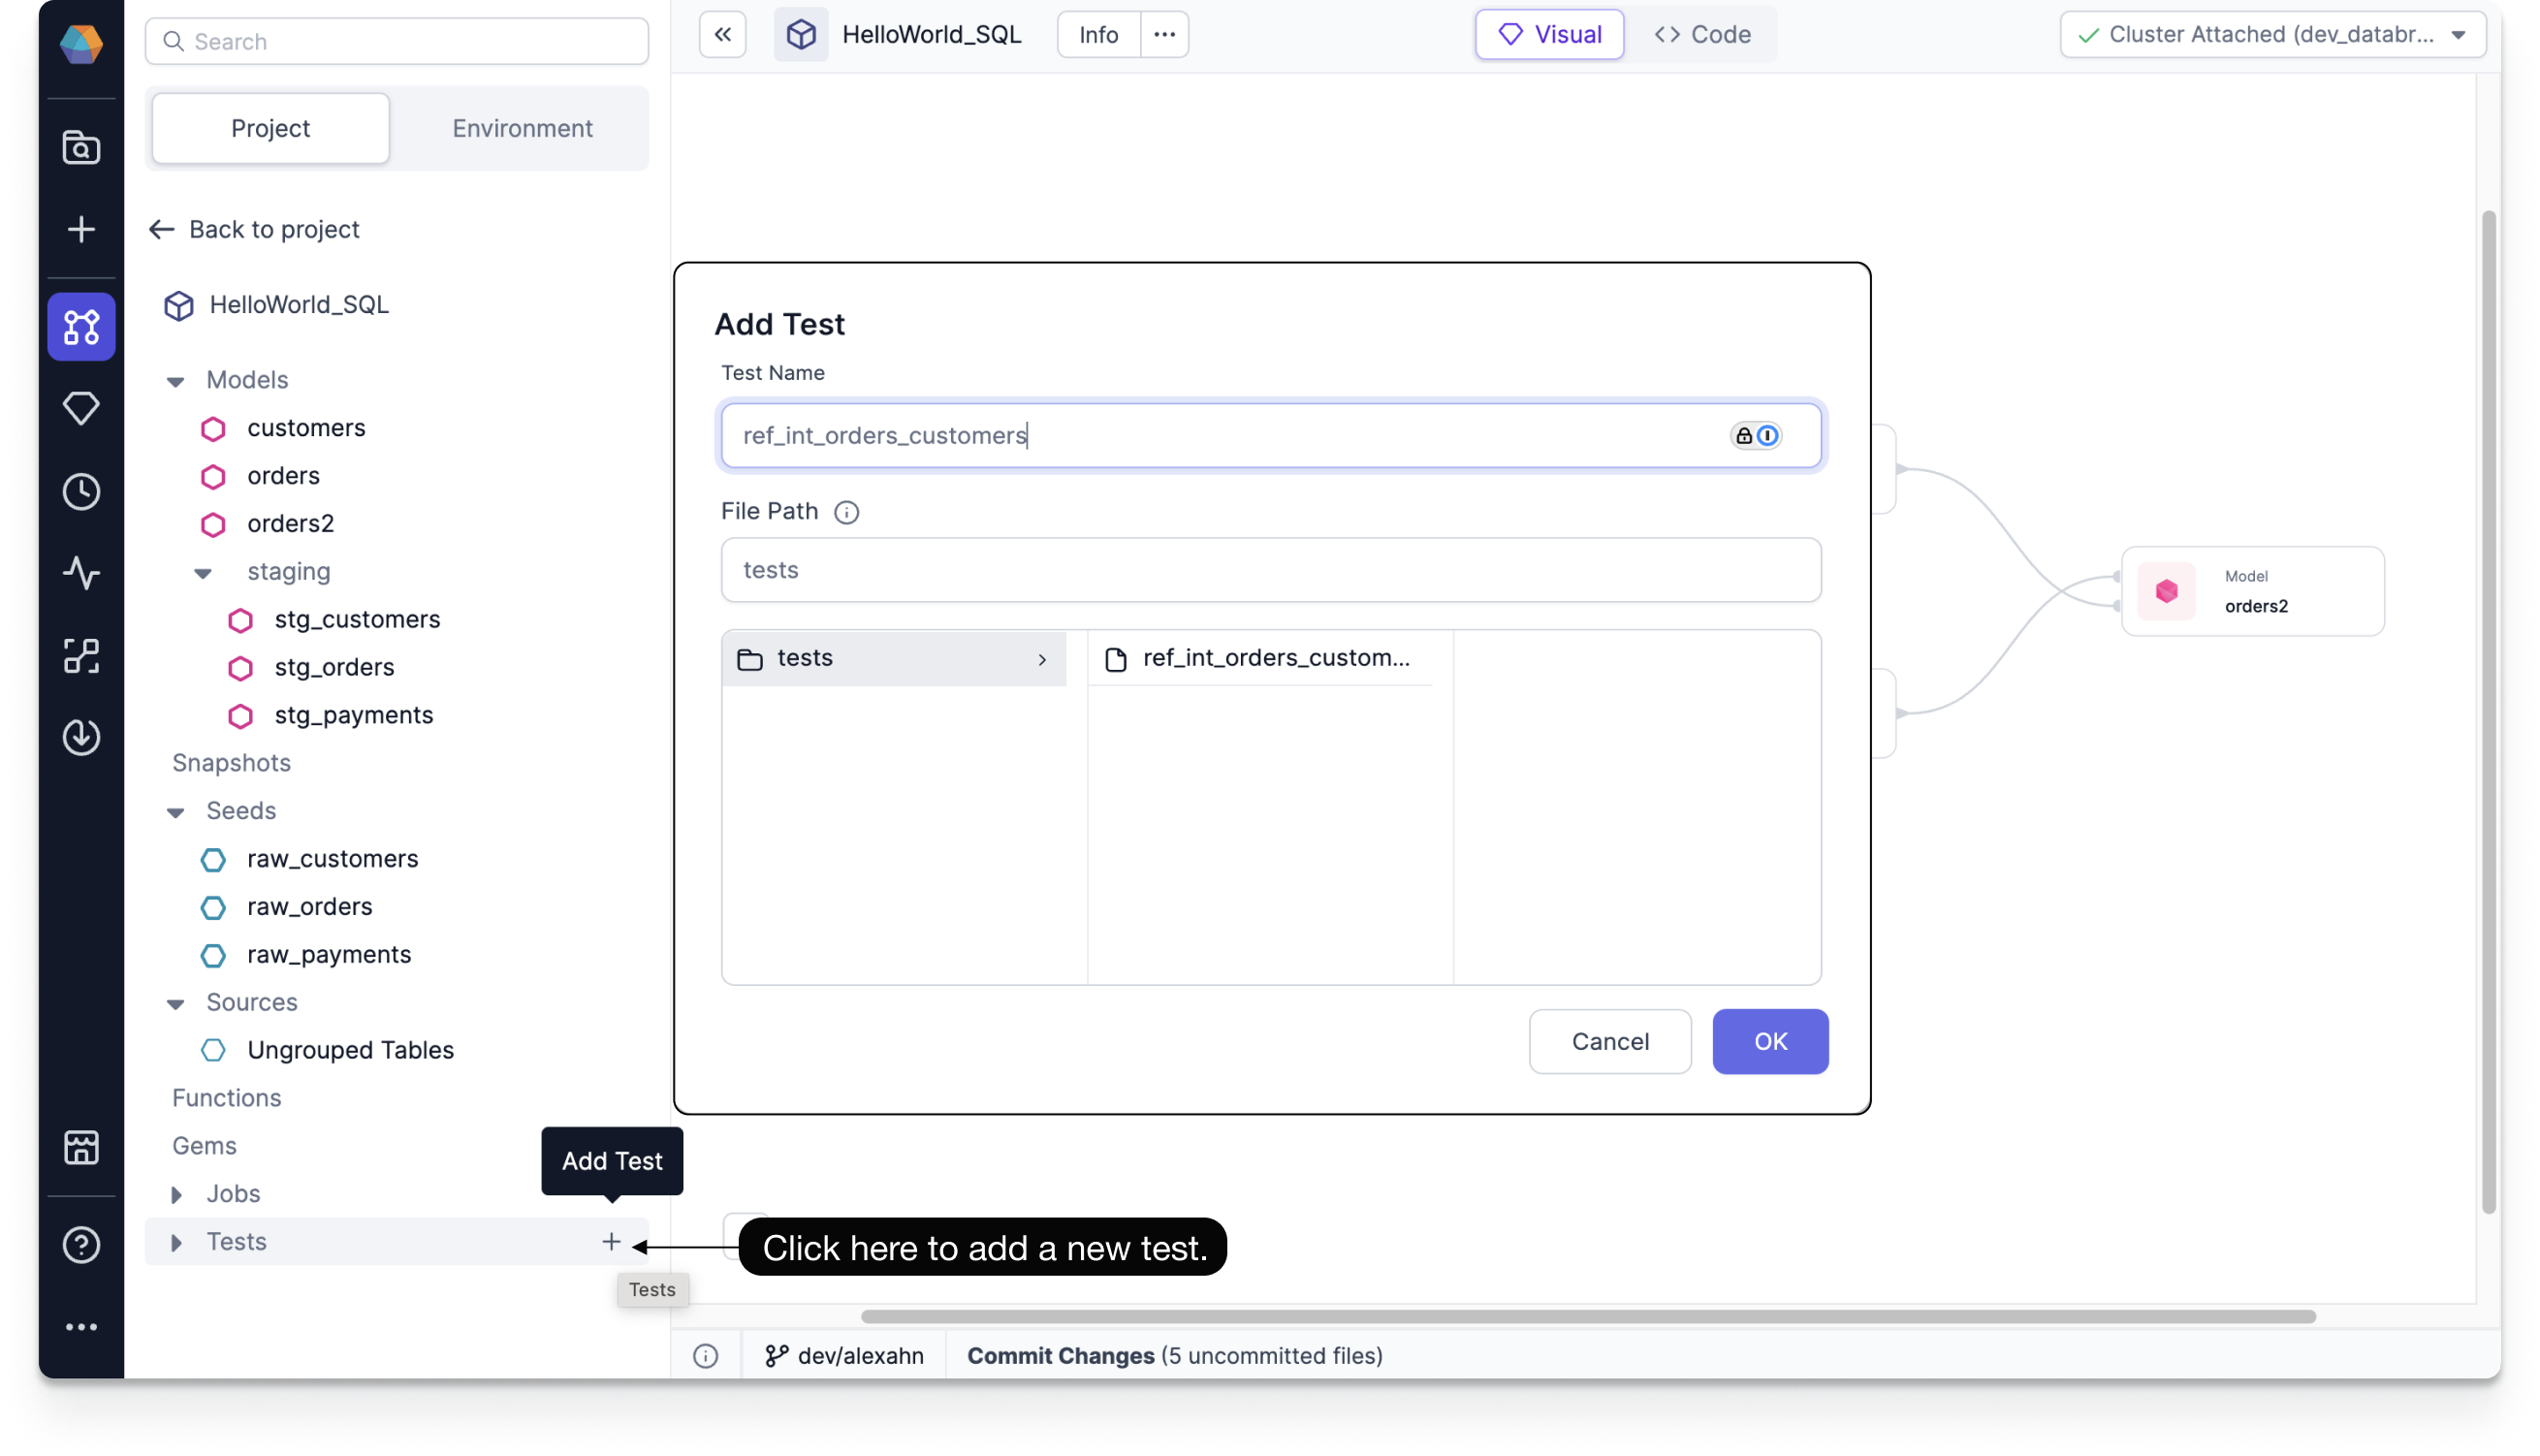 Search
HelloWorld_SQL
Info
Visual
Code
Cluster Attached (dev_databr...
Project
Environment
Back to project
HelloWorld_SQL
Models
customers
orders
orders2
staging
stg_customers
stg_orders
stg_payments
Snapshots
Seeds
raw_customers
raw_orders
raw_payments
Sources
Ungrouped Tables
Functions
Gems
Jobs
Tests
Add Test
Tests
Click here to add a new test.
Add Test
Test Name
ref_int_orders_customers
File Path
tests
tests
ref_int_orders_custom...
Cancel
OK
Model
orders2
dev/alexahn
Commit Changes (5 uncommitted files)